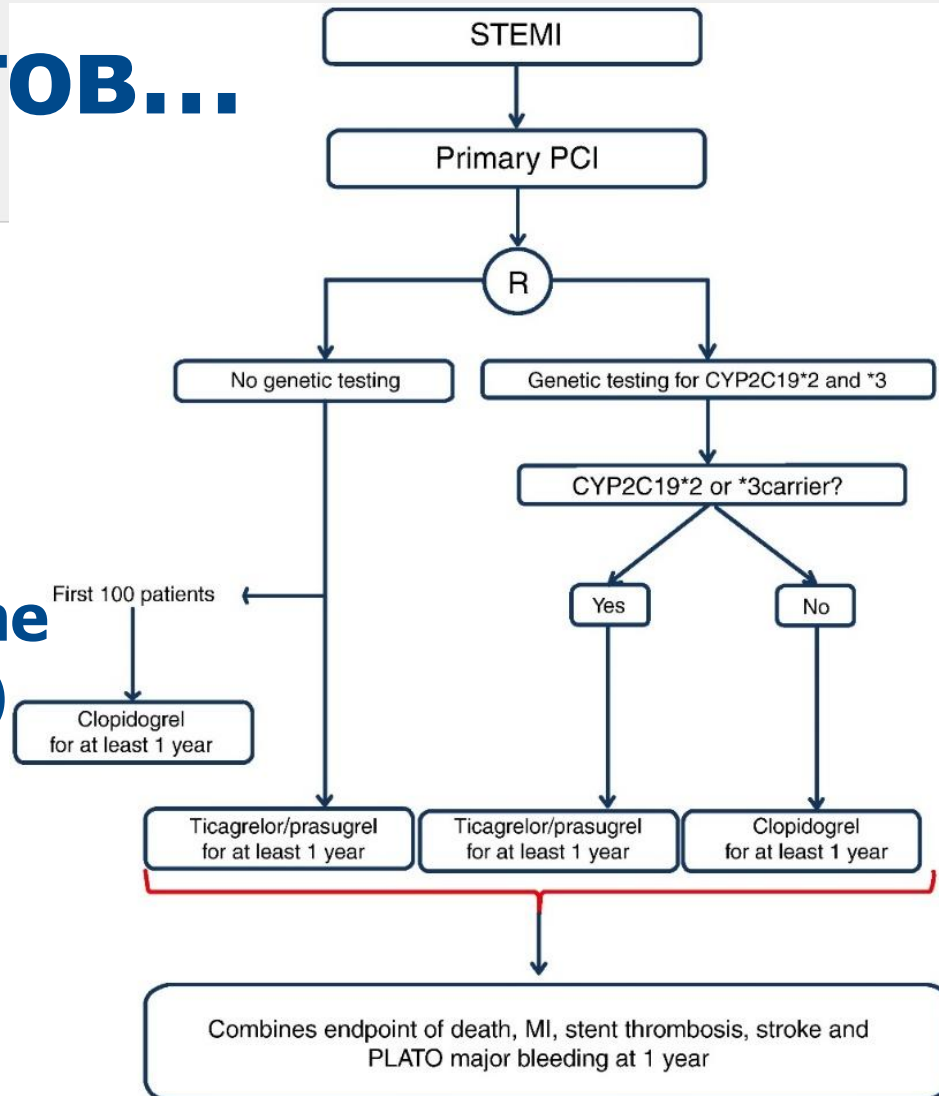 STEMI
TOB...
Primary PCI
R
No genetic testing
Genetic testing for CYP2C19*2 and *3
CYP2C19*2 or *3carrier?
First 100 patients
Yes
No
Clopidogrel
for at least 1 year
Ticagrelor/prasugrel
for at least 1 year
Ticagrelor/prasugrel
for at least 1 year
Clopidogrel
for at least 1 year
Combines endpoint of death, MI, stent thrombosis, stroke and
PLATO major bleeding at 1 year